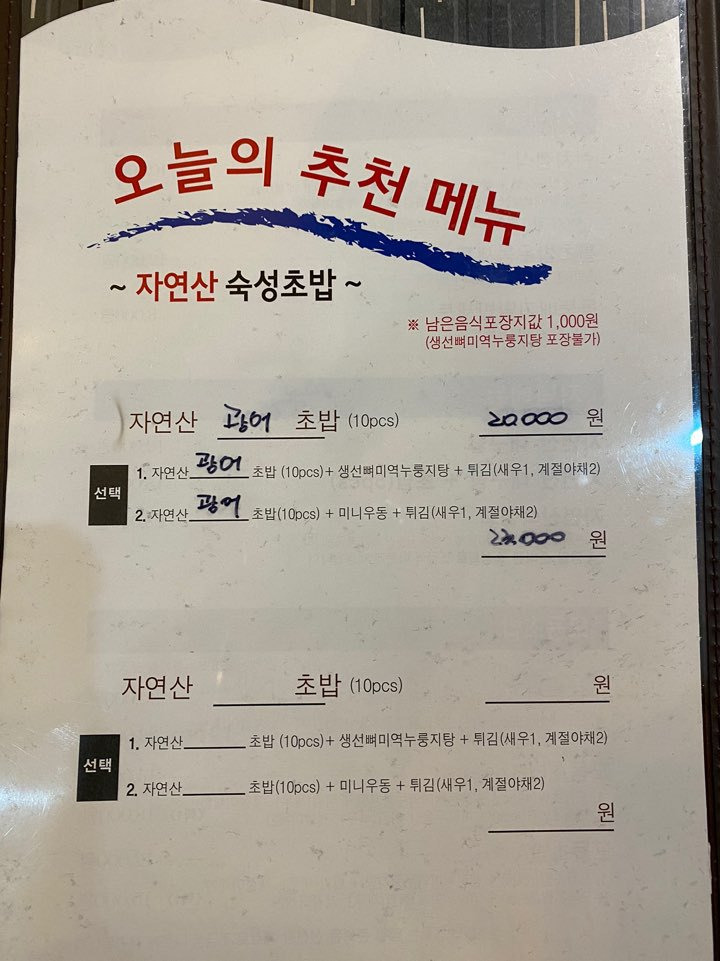 오늘의 추천 메뉴
~ 자연산 숙성초밥 ~
※ 남은음식포장지값 1,000원
(생선뼈미역누룽지탕 포장불가)
자연산 광어 초밥 (10pcs) 20.000 원
선택
1. 자연산 광어 초밥 (10pcs)+ 생선뼈미역누룽지탕 + 튀김(새우1, 계절야채2)
2. 자연산 광어 초밥(10pcs) + 미니우동 + 튀김(새우1, 계절야채2)
23.000 원
자연산 초밥 (10pcs) 원
선택
1. 자연산 초밥 (10pcs)+ 생선뼈미역누룽지탕 + 튀김(새우1, 계절야채2)
2. 자연산 초밥(10pcs) + 미니우동 + 튀김(새우1, 계절야채2)
원